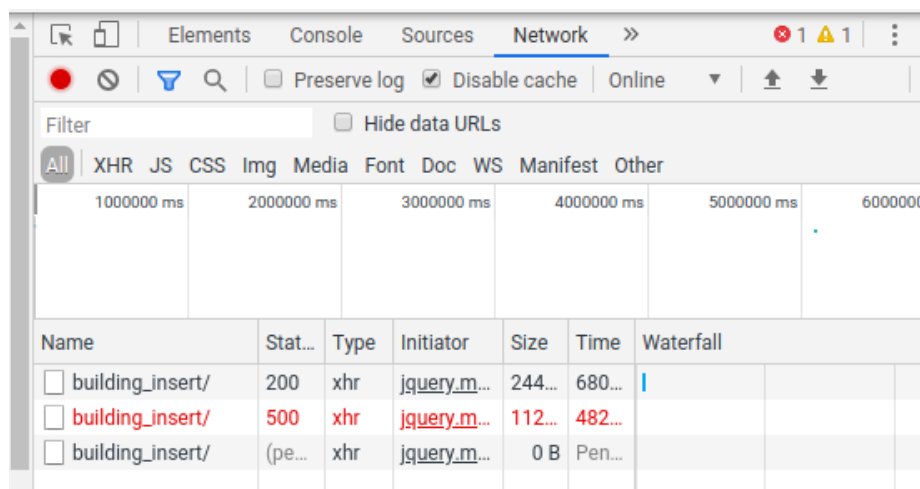 Elements Console Sources Network » 1 1
Preserve log Disable cache Online
Filter Hide data URLs
All XHR JS CSS Img Media Font Doc WS Manifest Other
1000000 ms 2000000 ms 3000000 ms 4000000 ms 5000000 ms 6000000
Name Stat... Type Initiator Size Time Waterfall
building_insert/ 200 xhr jquery.m... 244... 680...
building_insert/ 500 xhr jquery.m... 112... 482...
building_insert/ (pe... xhr jquery.m... 0 B Pen...